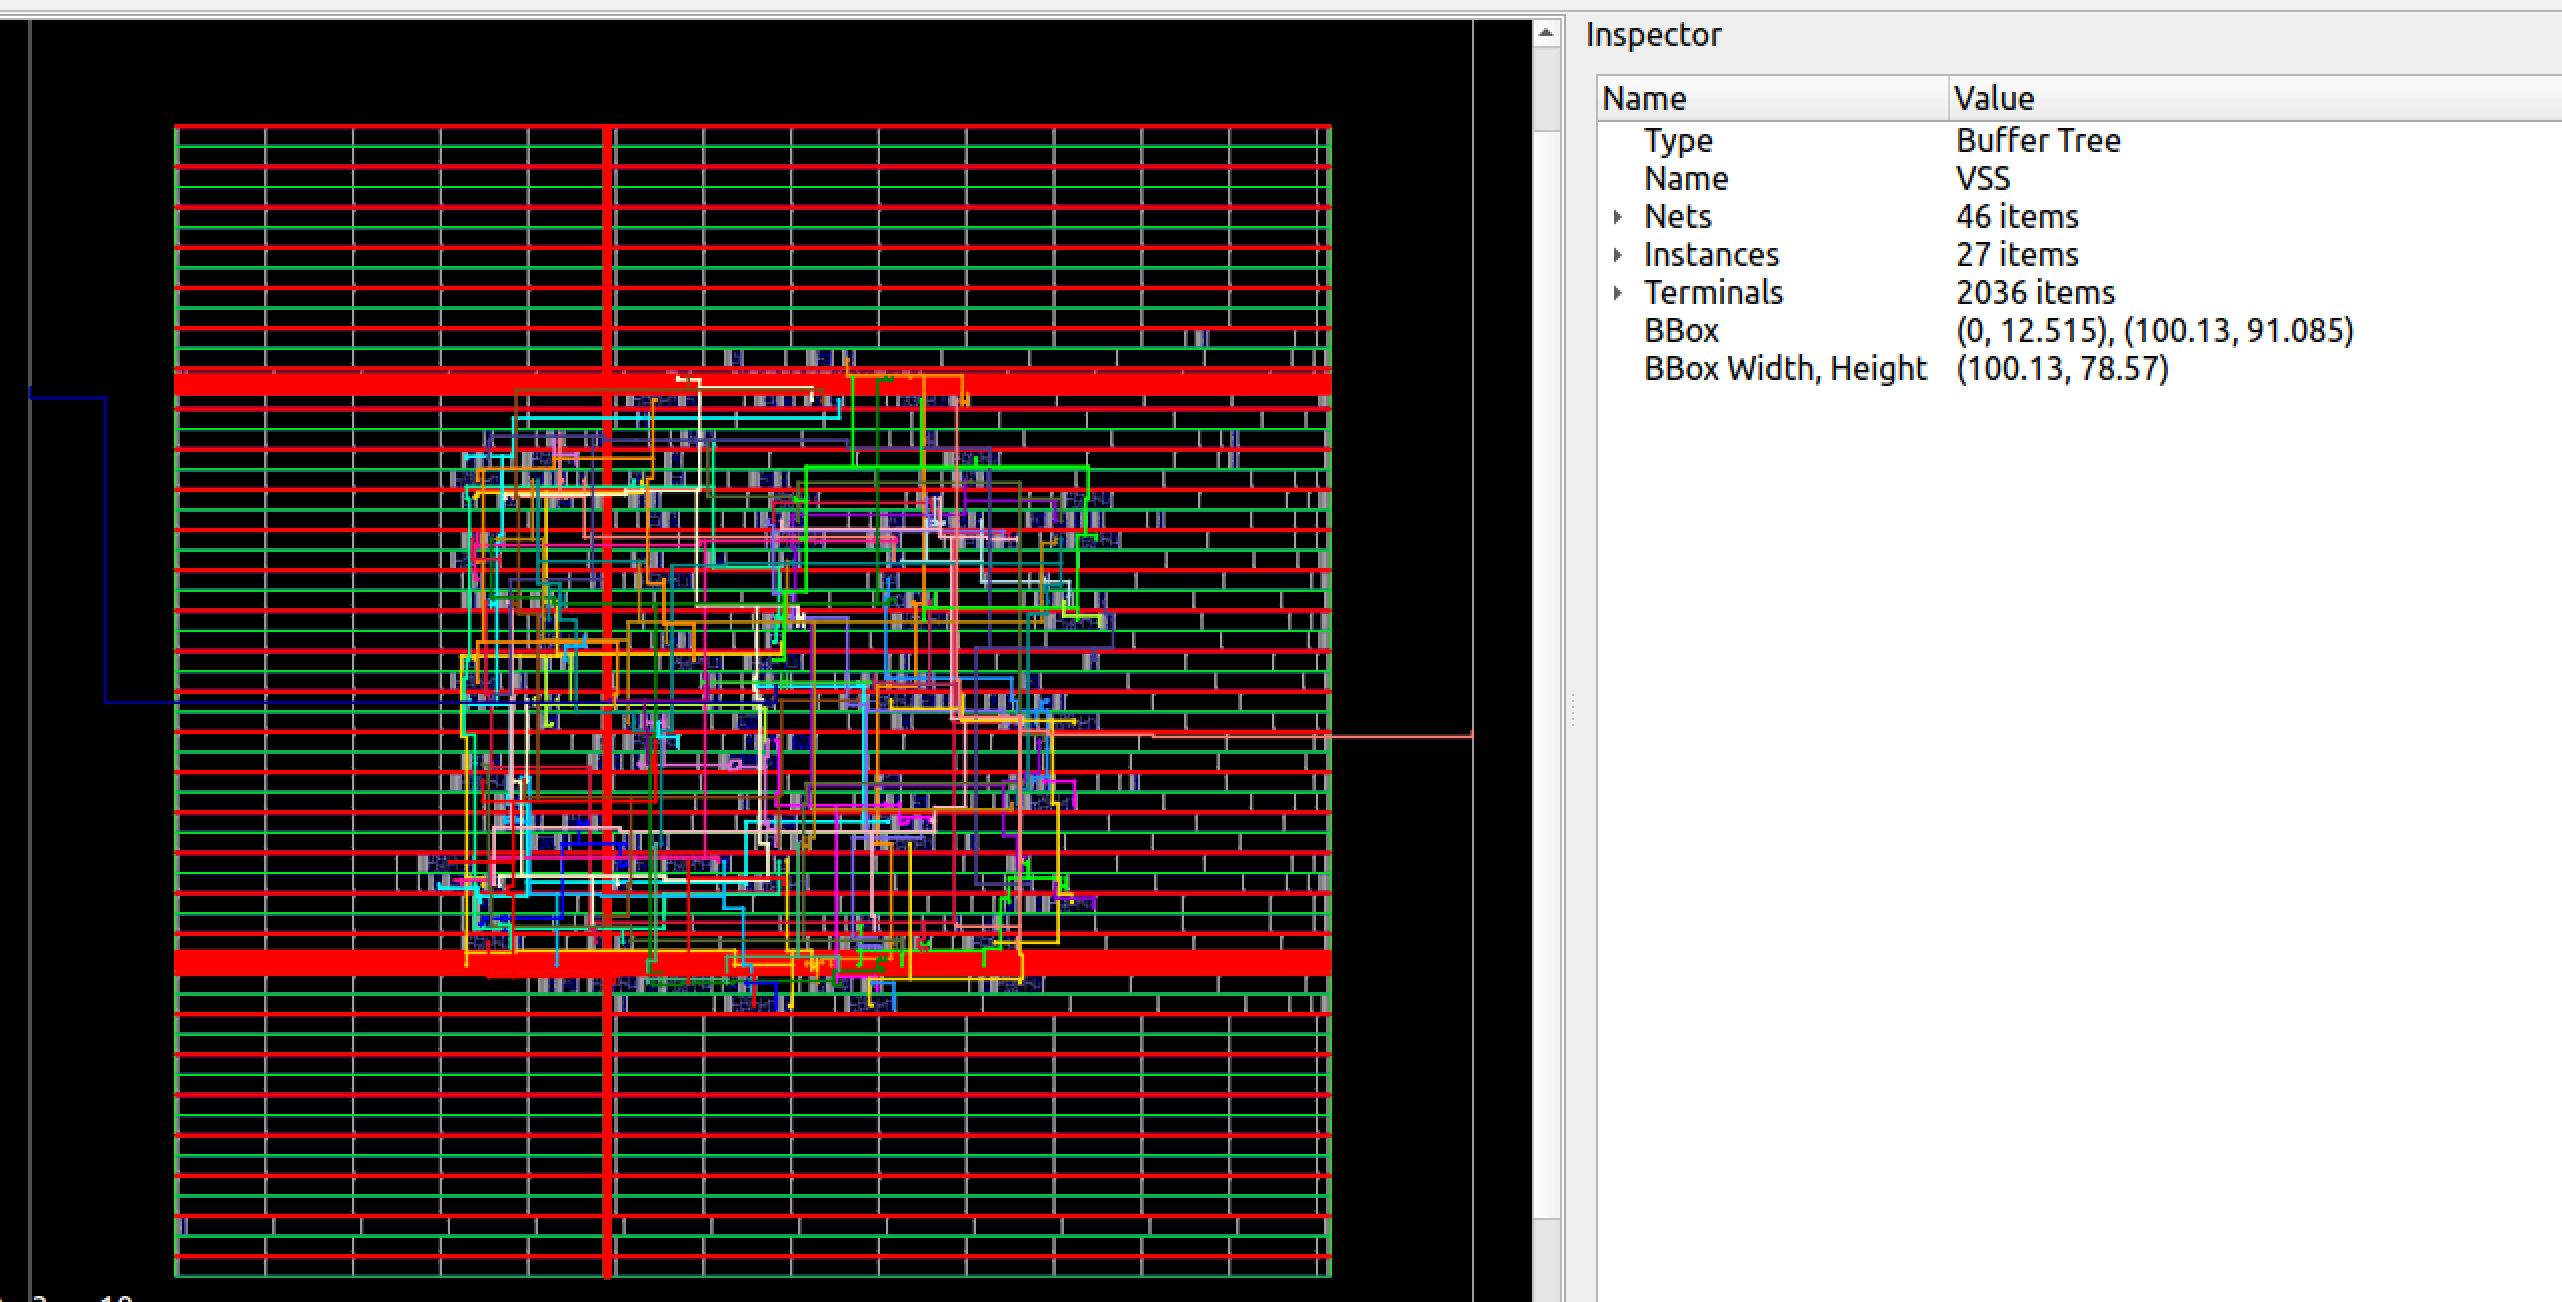 Inspector
Name Value
Type Buffer Tree
Name VSS
Nets 46 items
Instances 27 items
Terminals 2036 items
BBox (0, 12.515), (100.13, 91.085)
BBox Width, Height (100.13, 78.57)